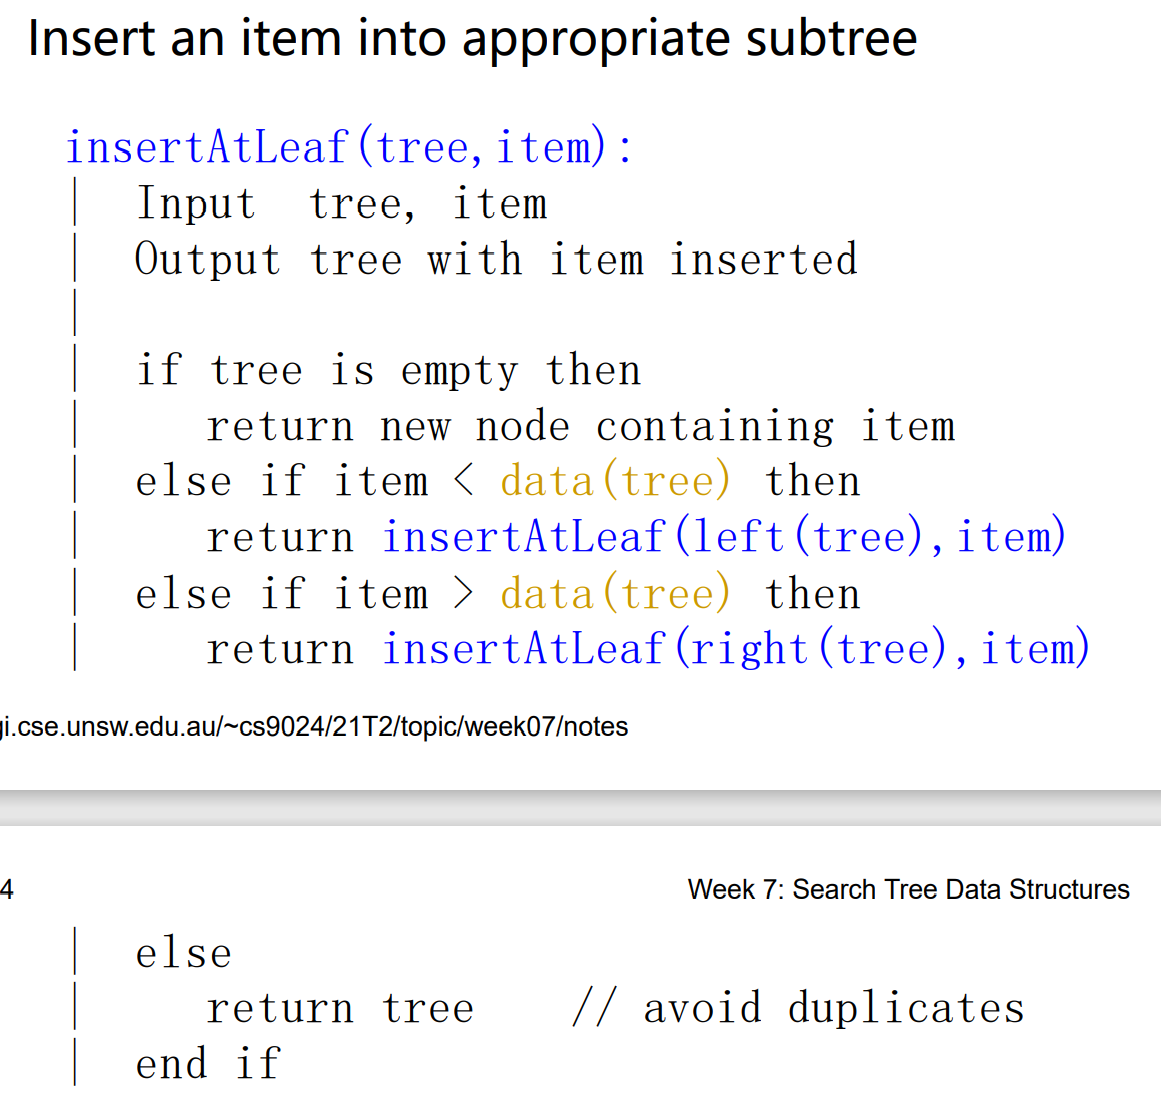 Insert an item into appropriate subtree
insertAtLeaf(tree,item):
| Input tree, item
| Output tree with item inserted
|
| if tree is empty then
| return new node containing item
| else if item < data(tree) then
| return insertAtLeaf(left(tree),item)
| else if item > data(tree) then
| return insertAtLeaf(right(tree),item)
gi.cse.unsw.edu.au/~cs9024/21T2/topic/week07/notes
4 Week 7: Search Tree Data Structures
| else
| return tree // avoid duplicates
| end if